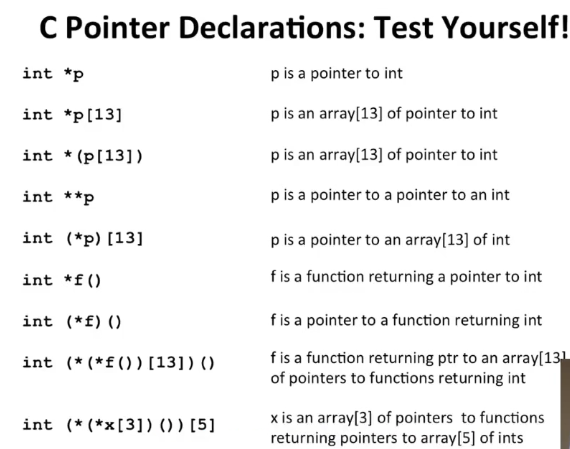 C Pointer Declarations: Test Yourself!
int *p p is a pointer to int
int *p[13] p is an array[13] of pointer to int
int *(p[13]) p is an array[13] of pointer to int
int **p p is a pointer to a pointer to an int
int (*p)[13] p is a pointer to an array[13] of int
int *f() f is a function returning a pointer to int
int (*f)() f is a pointer to a function returning int
int (*(*f())[13])() f is a function returning ptr to an array[13]
of pointers to functions returning int
int (*(*x[3])())[5] x is an array[3] of pointers to functions
returning pointers to array[5] of ints